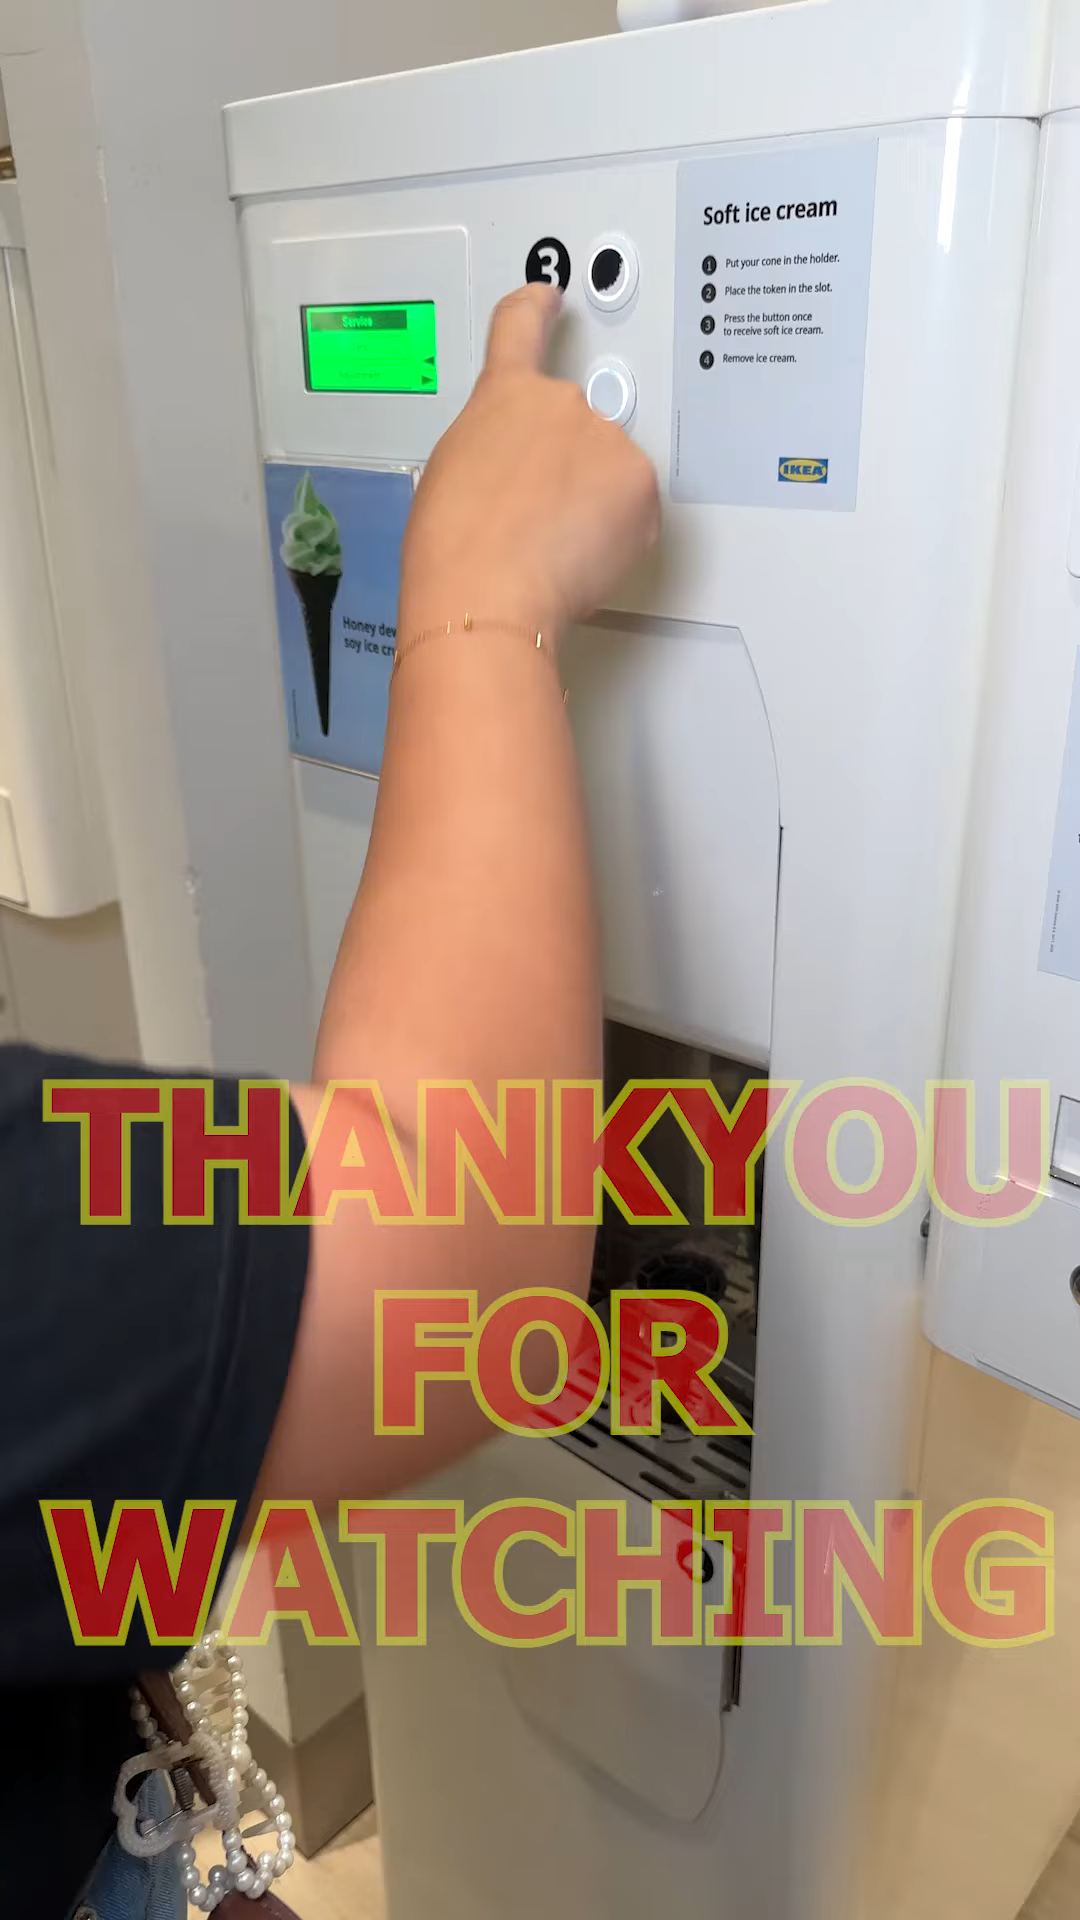 Soft ice cream
1 Put your cone in the holder.
2 Place the token in the slot.
3 Press the button once
to receive soft ice cream.
4 Remove ice cream.
IKEA
3
Service
Honey dew
soy ice
THANKYOU
FOR
WATCHING